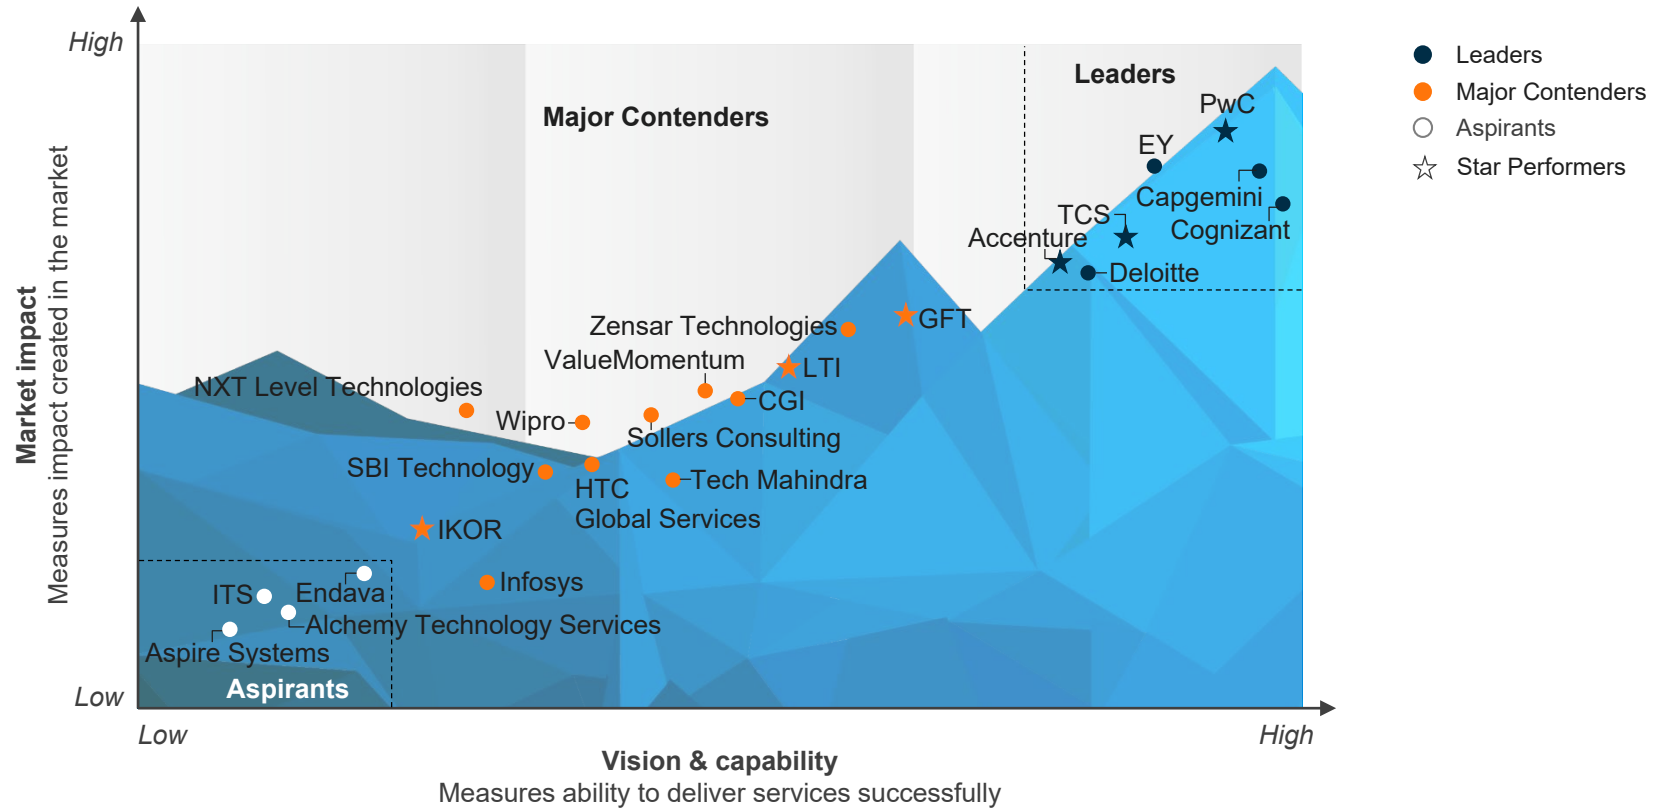 High
Leaders
Leaders
PwC
Major Contenders
Major Contenders
Aspirants
EY
Star Performers
Capgemini
TCS
Cognizant
Accenture
Deloitte
Zensar Technologies
GFT
ValueMomentum
LTI
NXT Level Technologies
CGI
Wipro
Sollers Consulting
SBI Technology
Tech Mahindra
HTC
Global Services
IKOR
Infosys
ITS
Endava
Alchemy Technology Services
Aspire Systems
Aspirants
Market impact
Measures impact created in the market
Low
Low
High
Vision & capability
Measures ability to deliver services successfully